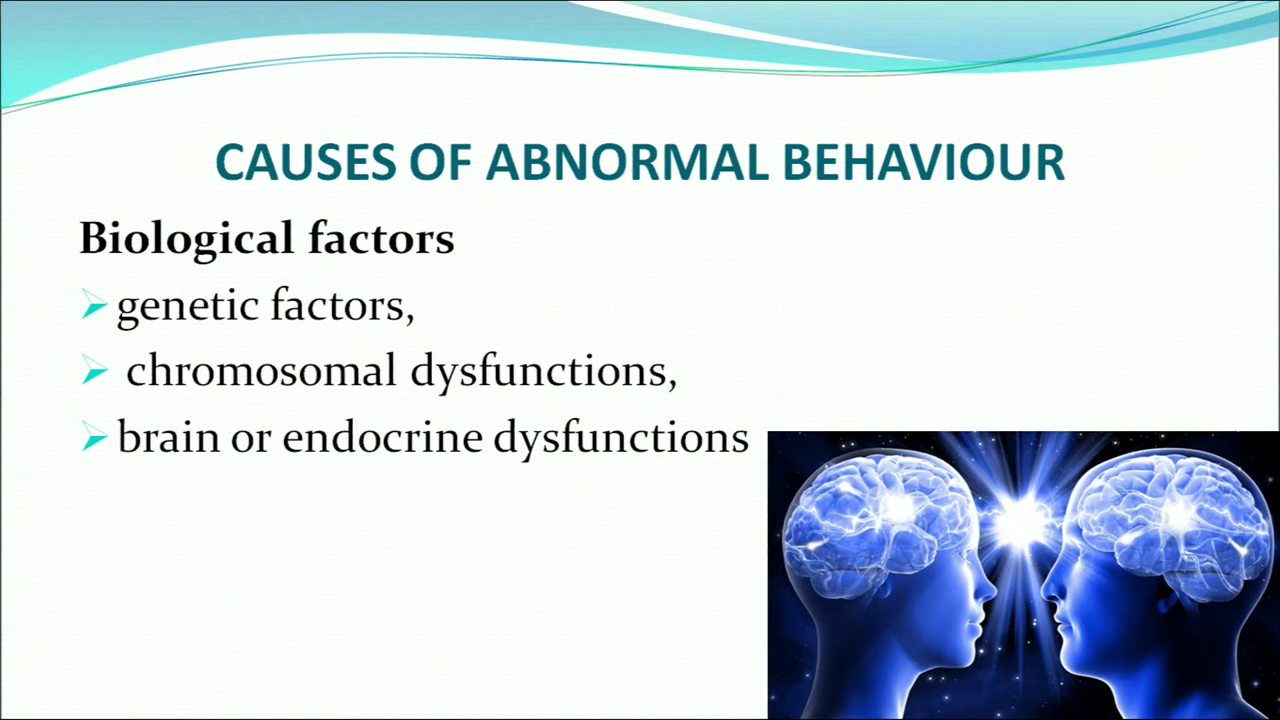 CAUSES OF ABNORMAL BEHAVIOUR
Biological factors
genetic factors,
chromosomal dysfunctions,
brain or endocrine dysfunctions